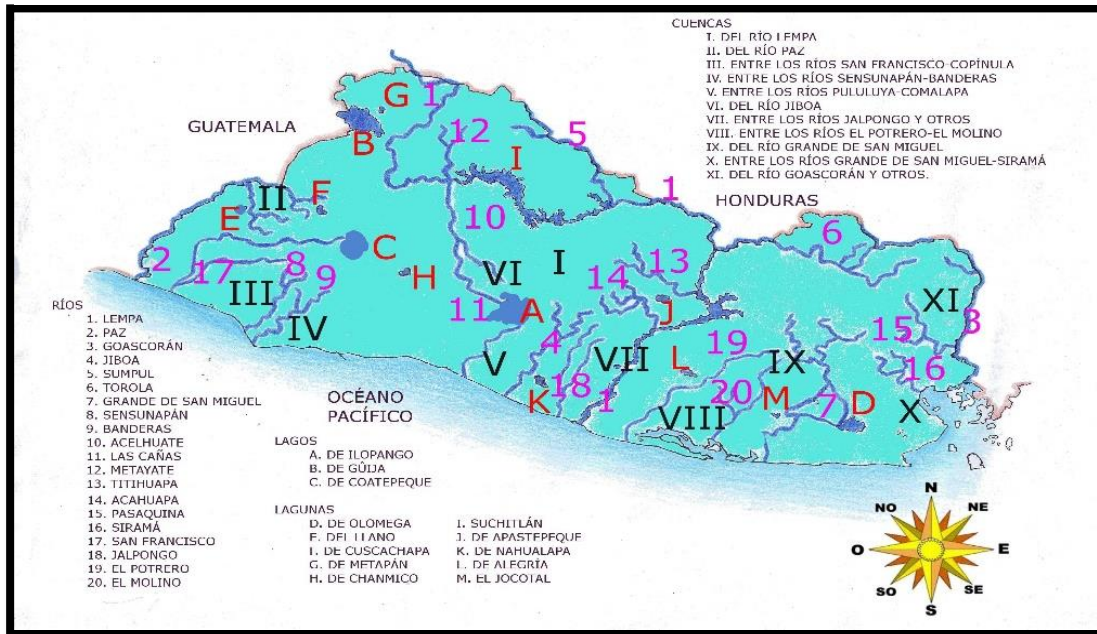 CUENCAS
I. DEL RÍO LEMPA
II. DEL RÍO PAZ
III. ENTRE LOS RÍOS SAN FRANCISCO-COPÍNULA
IV. ENTRE LOS RÍOS SENSUNAPÁN-BANDERAS
V. ENTRE LOS RÍOS PULULUYA-COMALAPA
VI. DEL RÍO JIBOA
VII. ENTRE LOS RÍOS JALPONGO Y OTROS
VIII. ENTRE LOS RÍOS EL POTRERO-EL MOLINO
IX. DEL RÍO GRANDE DE SAN MIGUEL
X. ENTRE LOS RÍOS GRANDE DE SAN MIGUEL-SIRAMÁ
XI. DEL RÍO GOASCORÁN Y OTROS.
GUATEMALA
HONDURAS
G
1
B
12
I
5
1
II
F
E
10
6
2
17
8
9
C
H
VI
I
14
13
III
IV
11
A
J
XI
3
15
16
V
4
VII
L
19
IX
K
18
1
20
VIII
M
7
D
X
RÍOS
1. LEMPA
2. PAZ
3. GOASCORÁN
4. JIBOA
5. SUMPUL
6. TOROLA
7. GRANDE DE SAN MIGUEL
8. SENSUNAPÁN
9. BANDERAS
10. ACELHUATE
11. LAS CAÑAS
12. METAYATE
13. TITIHUAPA
14. ACAHUAPA
15. PASAQUINA
16. SIRAMÁ
17. SAN FRANCISCO
18. JALPONGO
19. EL POTRERO
20. EL MOLINO
OCÉANO
PACÍFICO
LAGOS
A. DE ILOPANGO
B. DE GÜIJA
C. DE COATEPEQUE
LAGUNAS
D. DE OLOMEGA
E. DEL LLANO
F. DE CUSCACHAPA
G. DE METAPÁN
H. DE CHANMICO
I. SUCHITLÁN
J. DE APASTEPEQUE
K. DE NAHUALAPA
L. DE ALEGRÍA
M. EL JOCOTAL
N
NO
NE
O
E
SO
SE
S